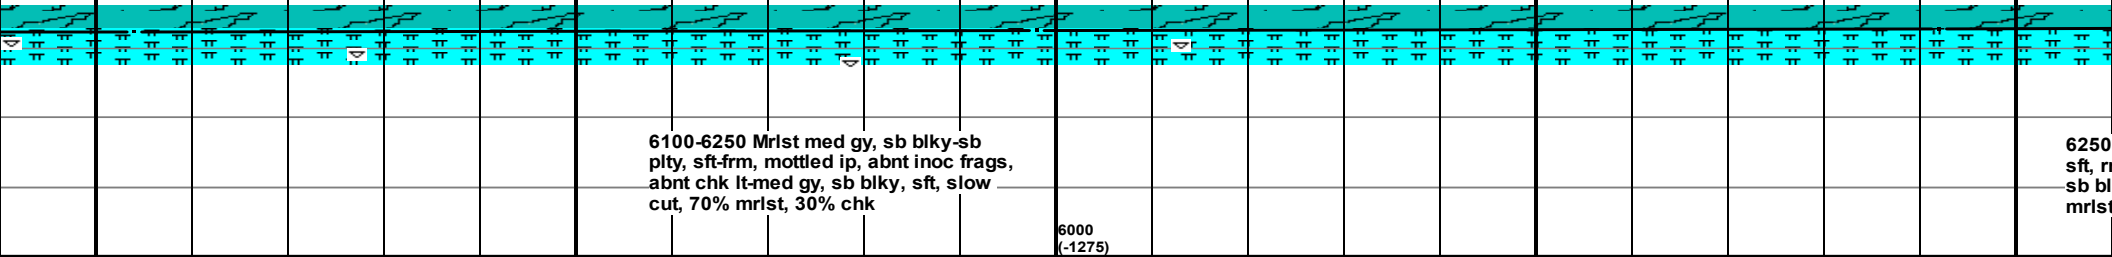 6100-6250 Mrlst med gy, sb blky-sb
plty, sft-frm, mottled ip, abnt inoc frags,
abnt chk lt-med gy, sb blky, sft, slow
cut, 70% mrlst, 30% chk
6000
(-1275)
6250
sft,
sb bl
mrlst